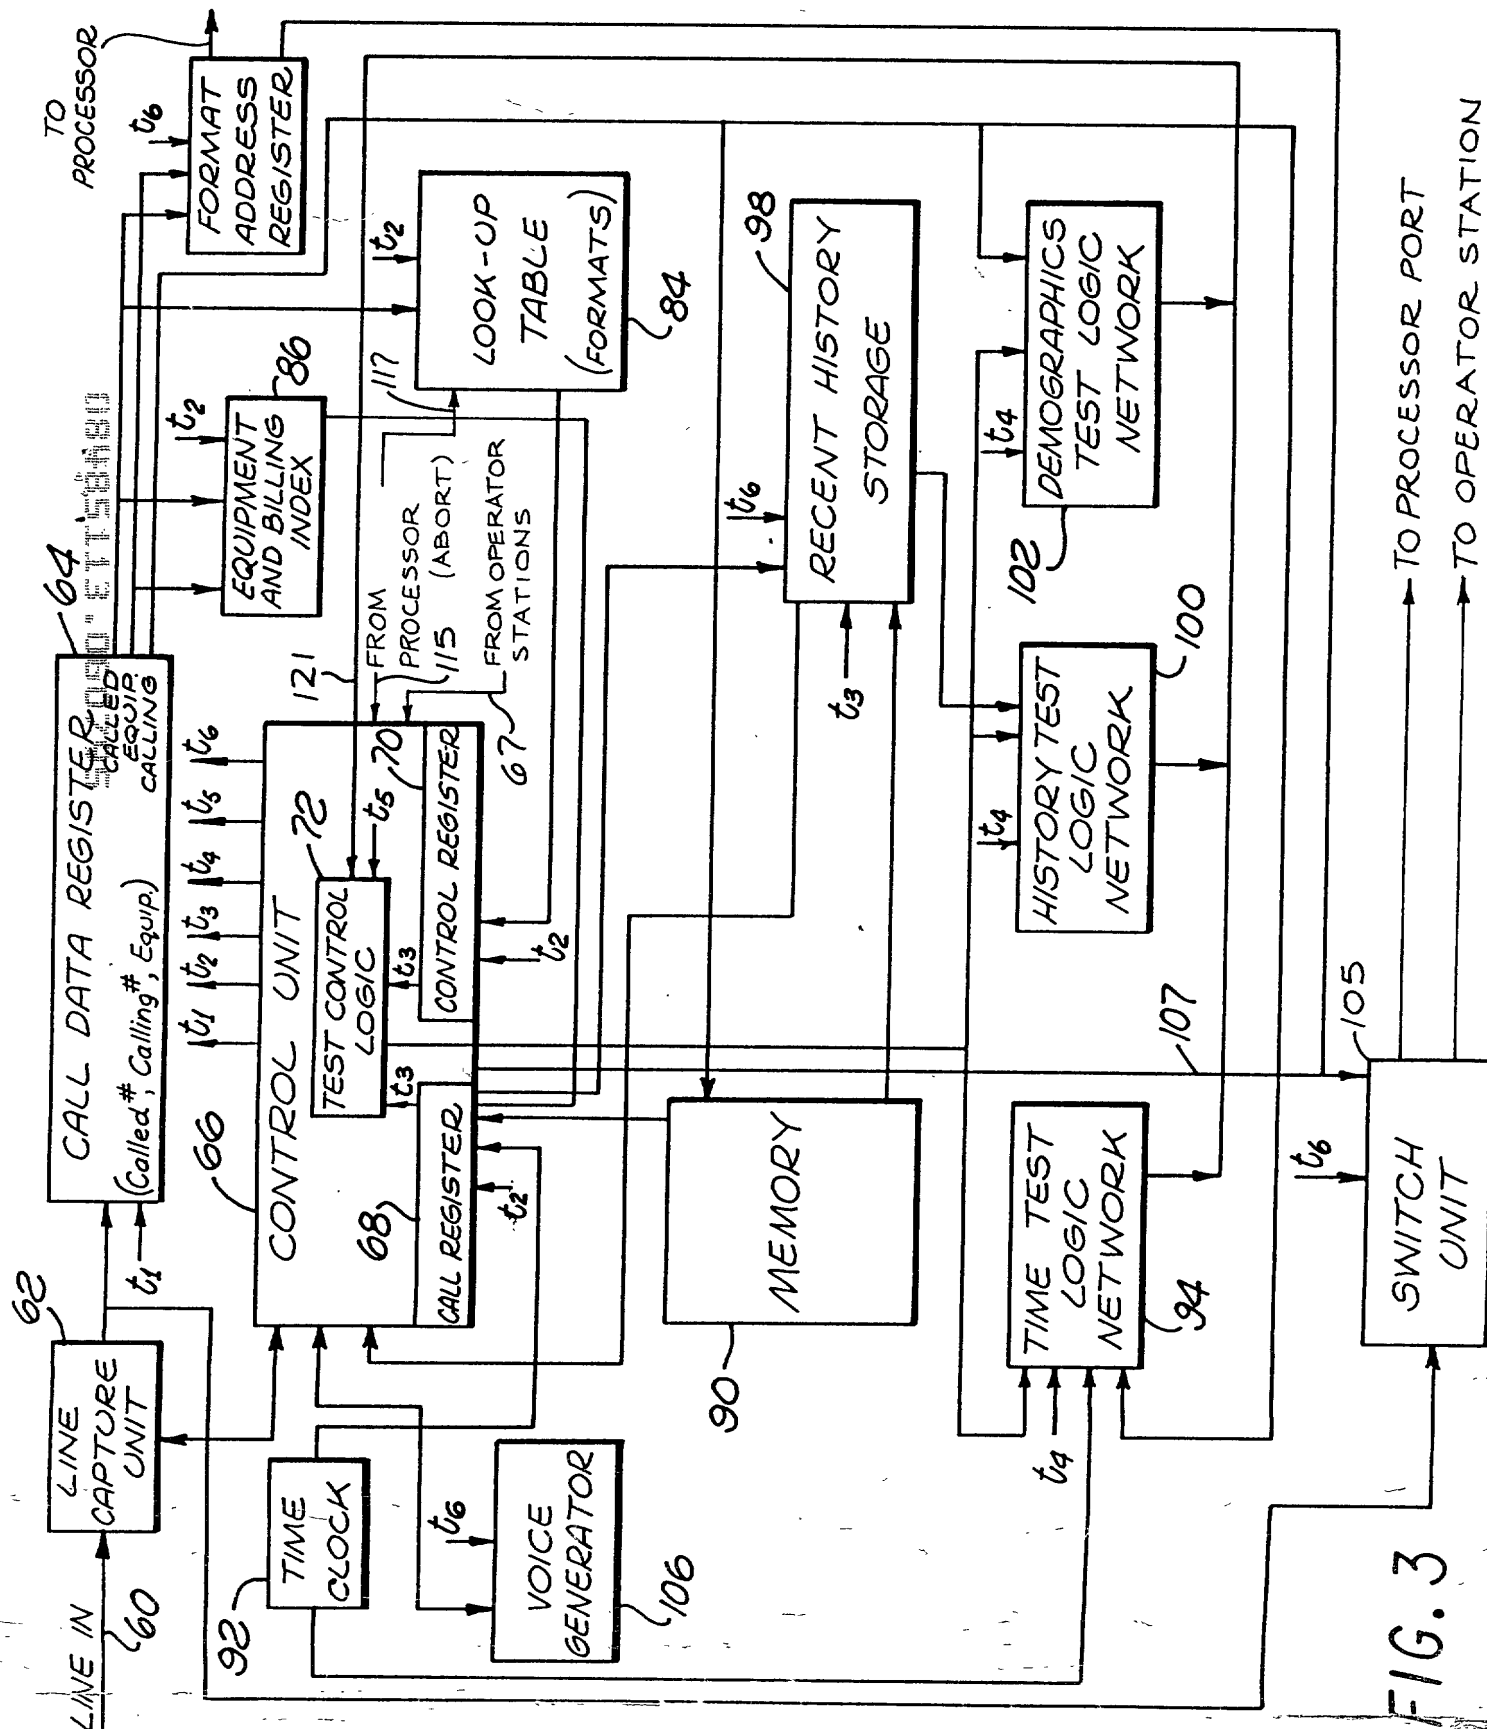 LINE IN
60
LINE
CAPTURE
UNIT
62
t1
CALL DATA REGISTER
(Called#, Calling#, Equip.)
CALLED
EQUIP.
CALLING
64
TO
PROCESSOR
t6
FORMAT
ADDRESS
REGISTER
t2
EQUIPMENT
AND BILLING
INDEX
86
t2
LOOK-UP
TABLE
(FORMATS)
84
117
t1
t2
t3
t4
t5
t6
66
CONTROL UNIT
72
TEST CONTROL
LOGIC
t5
t3
t3
68
CALL REGISTER
70
CONTROL REGISTER
t2
t2
121
FROM
PROCESSOR
115 (ABORT)
FROM OPERATOR
STATIONS
67
92
TIME
CLOCK
t6
VOICE
GENERATOR
106
MEMORY
90
t6
RECENT HISTORY
STORAGE
98
t3
TIME TEST
LOGIC
NETWORK
94
t4
t4
HISTORY TEST
LOGIC
NETWORK
100
t4
DEMOGRAPHICS
TEST LOGIC
NETWORK
102
107
105
t6
SWITCH
UNIT
TO PROCESSOR PORT
TO OPERATOR STATION
FIG. 3